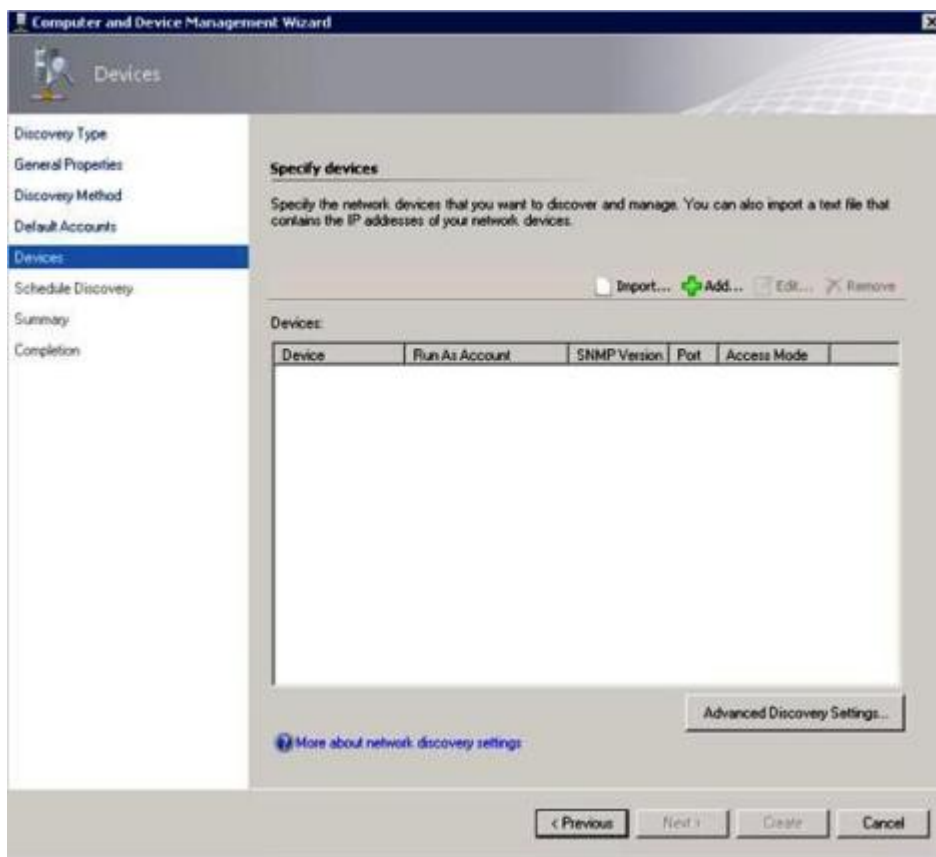 Computer and Device Management Wizard
Devices
Discovery Type
General Properties
Discovery Method
Default Accounts
Devices
Schedule Discovery
Summary
Completion
Specify devices
Specify the network devices that you want to discover and manage. You can also import a text file that
contains the IP addresses of your network devices.
Import... Add... Edit... Remove
Devices:
Device Run As Account SNMP Version Port Access Mode
Advanced Discovery Settings...
More about network discovery settings
< Previous Next > Create Cancel